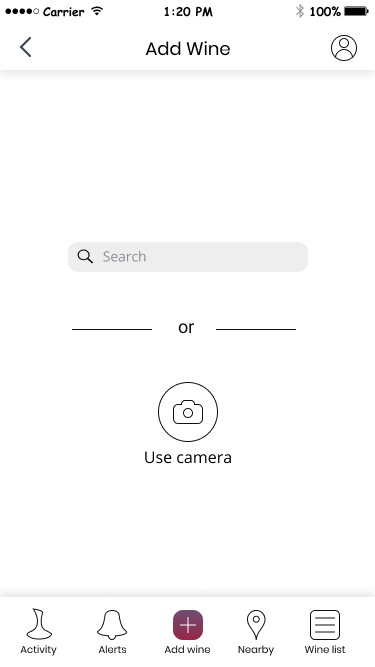 Carrier 1:20 PM 100%
Add Wine
Search
or
Use camera
Activity Alerts Add wine Nearby Wine list